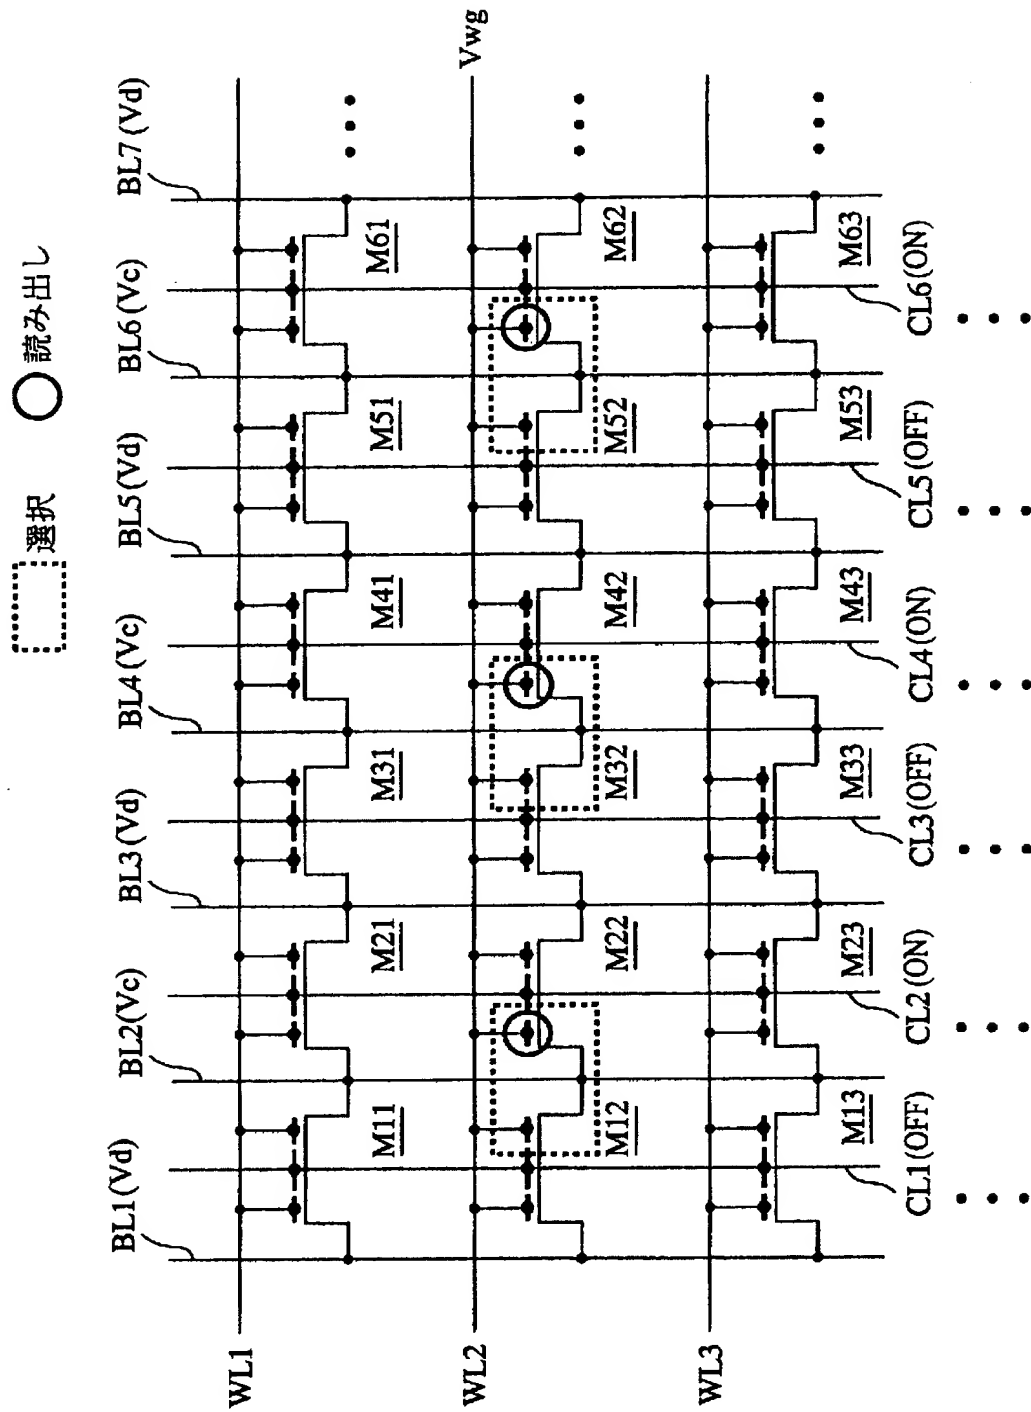 選択
読み出し
BL1(Vd)
BL2(Vc)
BL3(Vd)
BL4(Vc)
BL5(Vd)
BL6(Vc)
BL7(Vd)
WL1
M11
M21
M31
M41
M51
M61
WL2
Vwg
M12
M22
M32
M42
M52
M62
WL3
M13
M23
M33
M43
M53
M63
CL1(OFF)
CL2(ON)
CL3(OFF)
CL4(ON)
CL5(OFF)
CL6(ON)